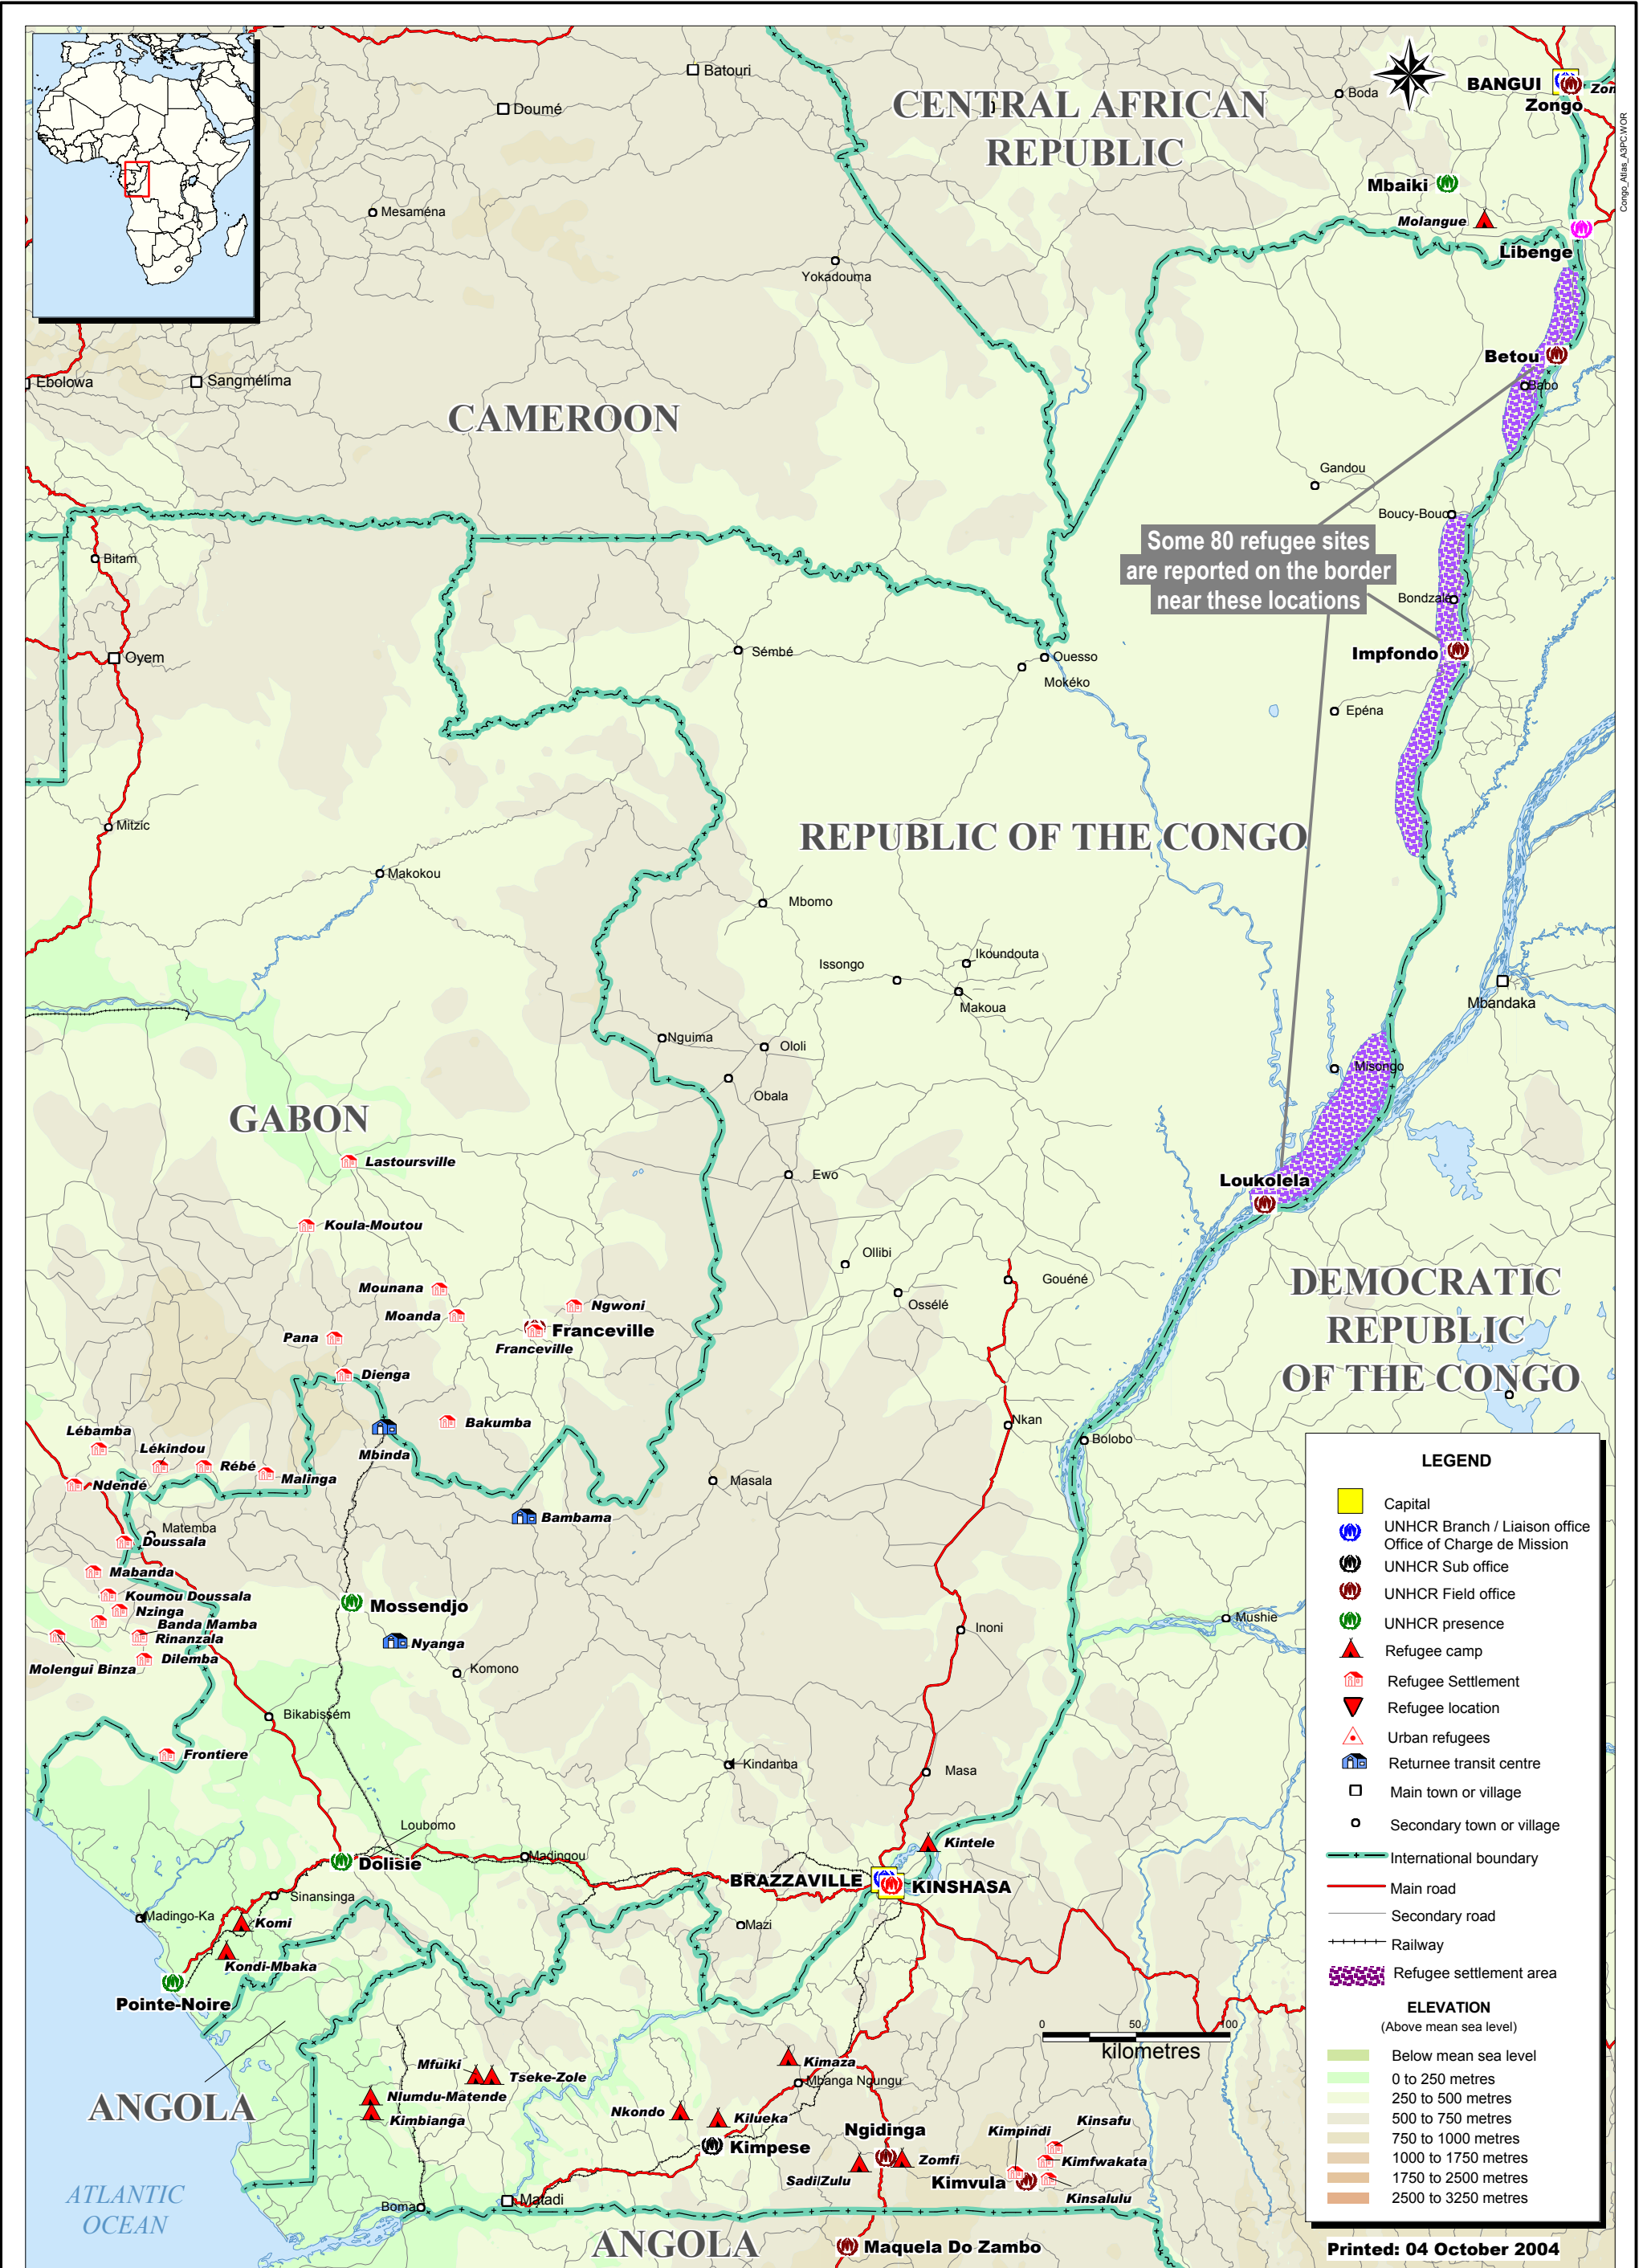 Batouri
Doumé
CENTRAL AFRICAN
REPUBLIC
Boda
BANGUI
Zongo
Congo_Atlas_A3PC.WOR
Mbaiki
Molangue
Libenge
Mesaména
Yokadouma
Betou
Babo
Ebolowa
Sangmélima
CAMEROON
Gandou
Boucy-Bouc
Some 80 refugee sites
are reported on the border
near these locations
Bitam
Bondzale
Oyem
Sémbé
Ouesso
Mokéko
Impfondo
Epéna
Mitzic
REPUBLIC OF THE CONGO
Makokou
Mbomo
Ikoundouta
Issongo
Makoua
Mbandaka
Nguima
Ololi
Obala
Misongo
GABON
Lastoursville
Ewo
Loukolela
Koula-Moutou
Ollibi
Gouéné
Ossélé
DEMOCRATIC
REPUBLIC
OF THE CONGO
Mounana
Moanda
Ngwoni
Franceville
Franceville
Pana
Dienga
Bakumba
Mbinda
Nkan
Bolobo
Lébamba
Lékindou
Rébé
Malinga
Ndendé
Masala
Bambama
Matemba
Doussala
Mabanda
Koumou Doussala
Nzinga
Banda Mamba
Rinanzala
Dilemba
Molengui Binza
Mossendjo
Nyanga
Komono
Inoni
Mushie
Bikabissém
Frontiere
Kindanba
Masa
Loubomo
Dolisie
Madingou
Kintele
BRAZZAVILLE
KINSHASA
Sinansinga
Madingo-Ka
Komi
Mazi
Kondi-Mbaka
Pointe-Noire
0 50 100
kilometres
ANGOLA
Mfuiki
Tseke-Zole
Nlumdu-Matende
Kimbianga
Kimaza
Mbanga Ngungu
Nkondo
Kilueka
Kimpese
Ngidinga
Zomfi
Sadi/Zulu
Kimpindi
Kinsafu
Kimfwakata
Kimvula
Kinsalulu
ATLANTIC
OCEAN
Boma
Matadi
ANGOLA
Maquela Do Zambo
LEGEND
Capital
UNHCR Branch / Liaison office
Office of Charge de Mission
UNHCR Sub office
UNHCR Field office
UNHCR presence
Refugee camp
Refugee Settlement
Refugee location
Urban refugees
Returnee transit centre
Main town or village
Secondary town or village
International boundary
Main road
Secondary road
Railway
Refugee settlement area
ELEVATION
(Above mean sea level)
Below mean sea level
0 to 250 metres
250 to 500 metres
500 to 750 metres
750 to 1000 metres
1000 to 1750 metres
1750 to 2500 metres
2500 to 3250 metres
Printed: 04 October 2004